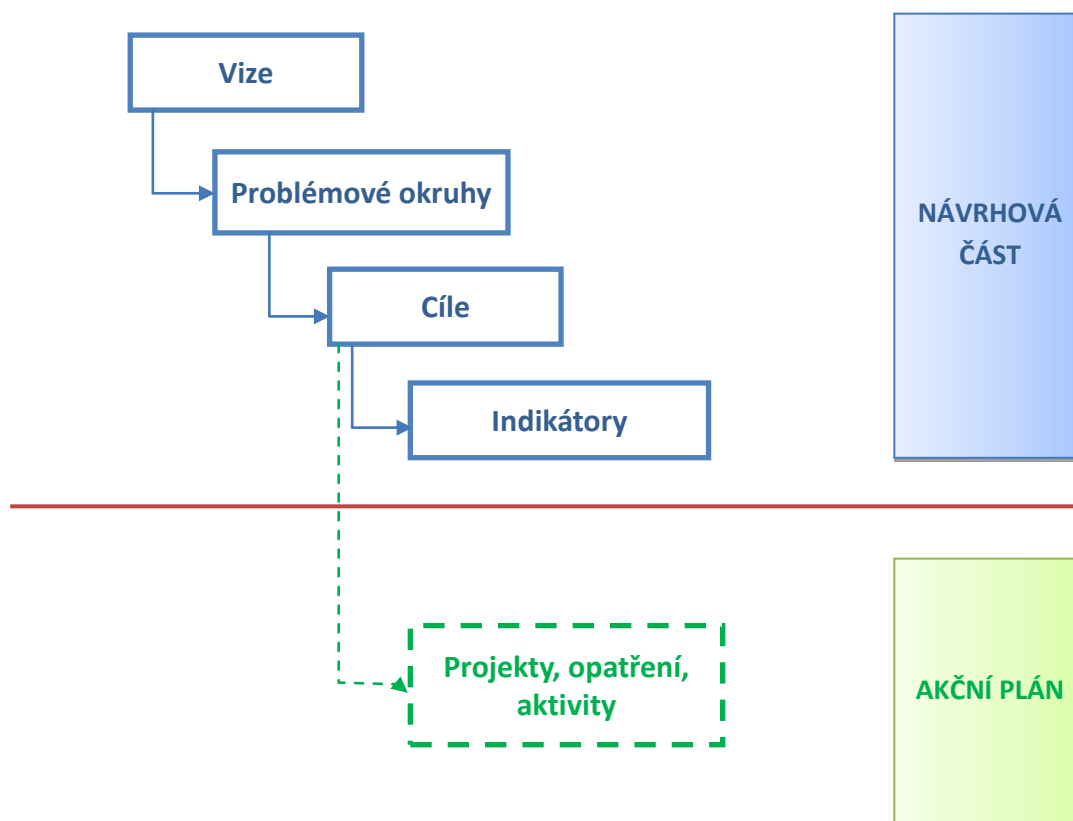 Vize
Problémové okruhy
NÁVRHOVÁ
ČÁST
Cíle
Indikátory
Projekty, opatření,
aktivity
AKČNÍ PLÁN